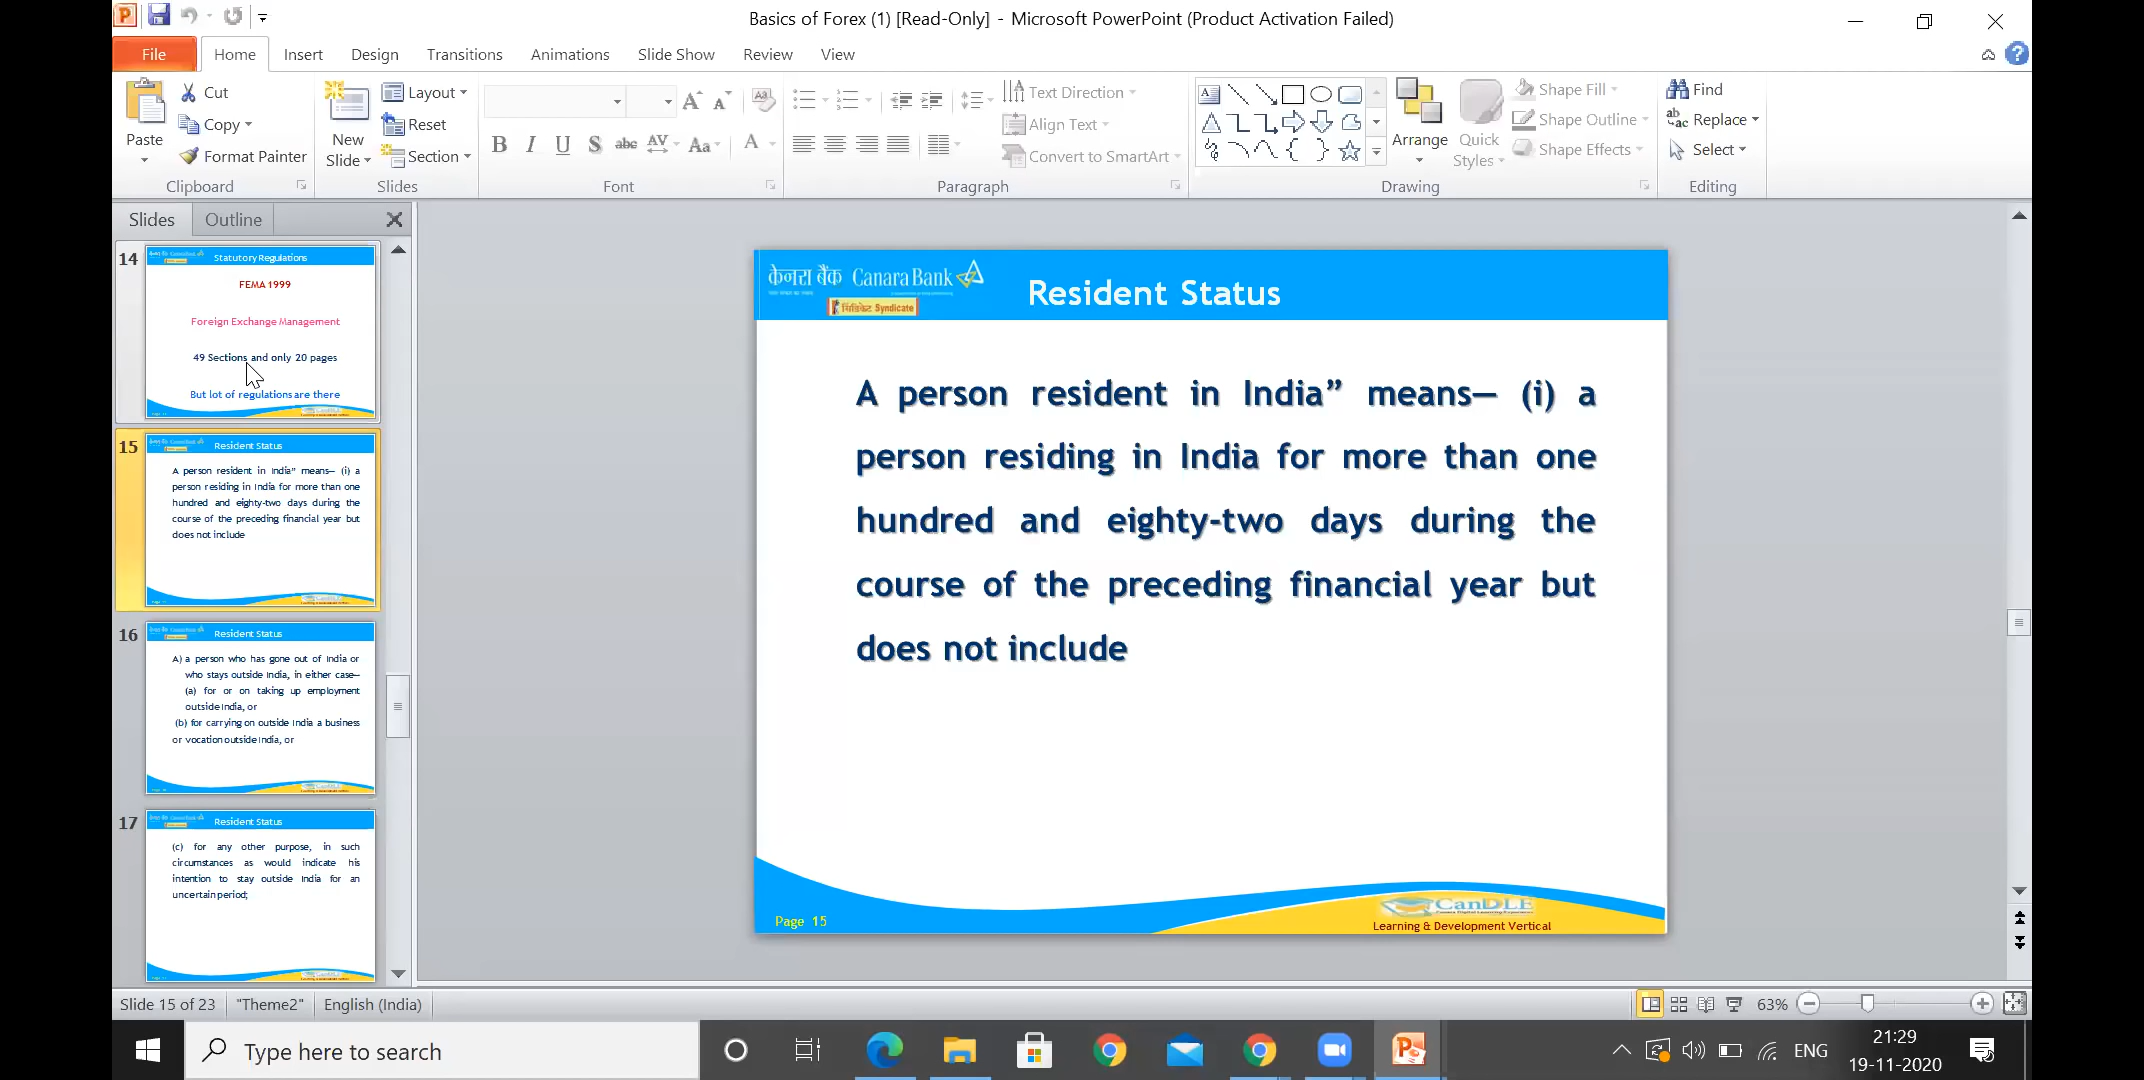 Basics of Forex (1) [Read-Only] - Microsoft PowerPoint (Product Activation Failed)
File Home Insert Design Transitions Animations Slide Show Review View
Paste
Cut
Copy
Format Painter
Clipboard
New Slide
Layout
Reset
Section
Slides
B I U S abc AV Aa A
Font
Text Direction
Align Text
Convert to SmartArt
Paragraph
Arrange
Quick Styles
Shape Fill
Shape Outline
Shape Effects
Drawing
Find
Replace
Select
Editing
Slides Outline
14
Statutory Regulations
FEMA 1999
Foreign Exchange Management
49 Sections and only 20 pages
But lot of regulations are there
15
Resident Status
A person resident in India” means— (i) a
person residing in India for more than one
hundred and eighty-two days during the
course of the preceding financial year but
does not include
16
Resident Status
A) a person who has gone out of India or
who stays outside India, in either case—
(a) for or on taking up employment
outside India, or
(b) for carrying on outside India a business
or vocation outside India, or
17
Resident Status
(c) for any other purpose, in such
circumstances as would indicate his
intention to stay outside India for an
uncertain period;
केनरा बैंक Canara Bank
सिंडिकेट Syndicate
Resident Status
A person resident in India” means— (i) a
person residing in India for more than one
hundred and eighty-two days during the
course of the preceding financial year but
does not include
Page 15
CanDLE
Learning & Development Vertical
Slide 15 of 23 "Theme2" English (India) 63%
Type here to search
ENG
21:29
19-11-2020